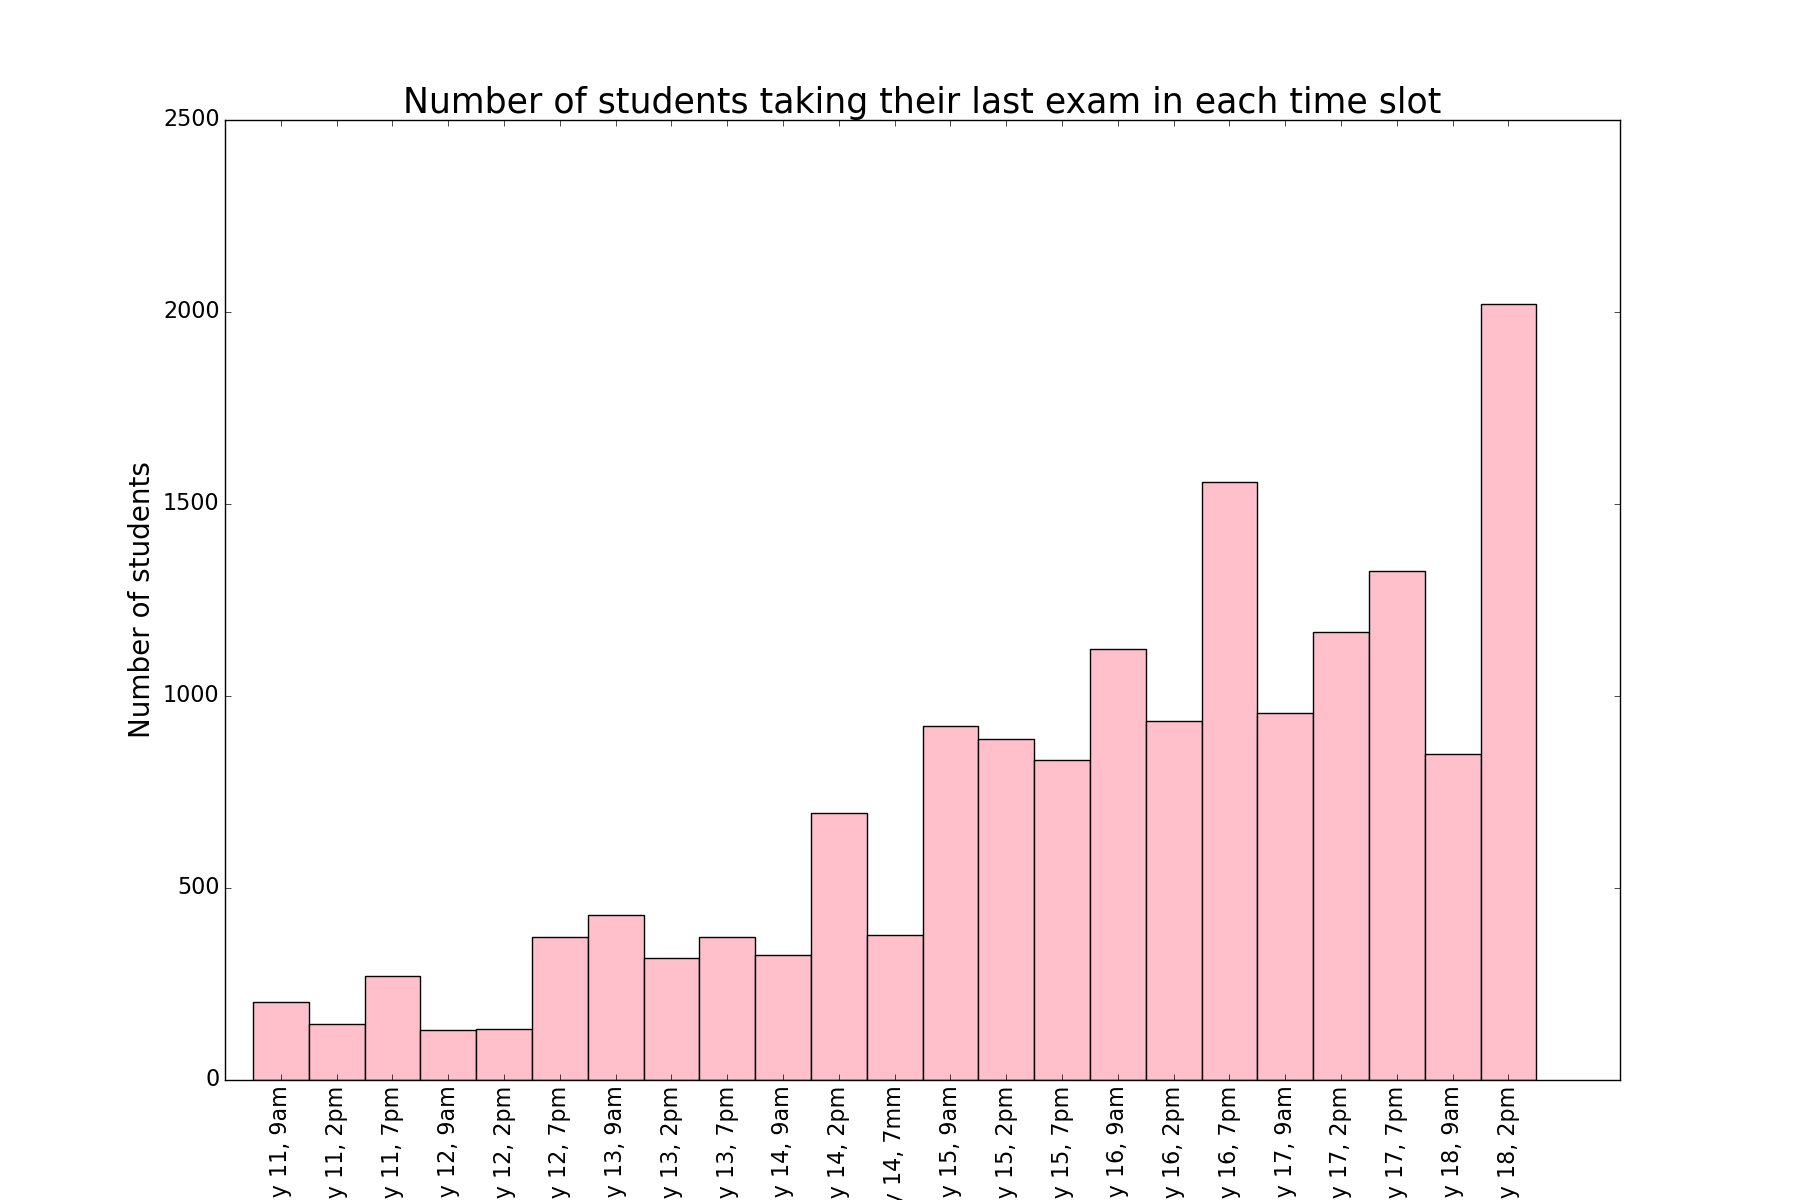 Number of students taking their last exam in each time slot
Number of students
2500
2000
1500
1000
500
0
y 11, 9am
y 11, 2pm
y 11, 7pm
y 12, 9am
y 12, 2pm
y 12, 7pm
y 13, 9am
y 13, 2pm
y 13, 7pm
y 14, 9am
y 14, 2pm
y 14, 7mm
y 15, 9am
y 15, 2pm
y 15, 7pm
y 16, 9am
y 16, 2pm
y 16, 7pm
y 17, 9am
y 17, 2pm
y 17, 7pm
y 18, 9am
y 18, 2pm